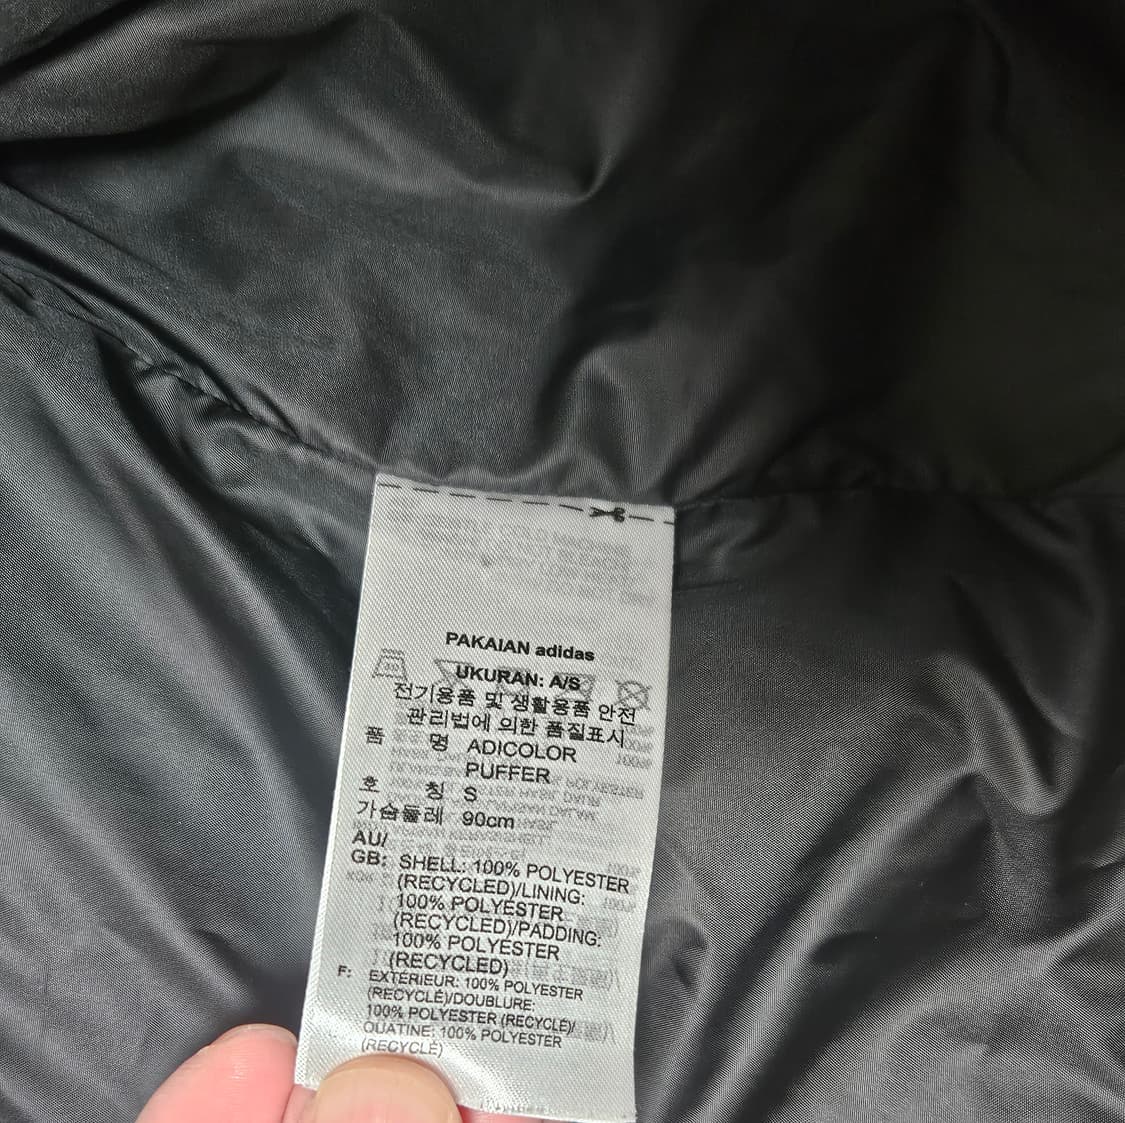 PAKAIAN adidas
UKURAN: A/S
전기용품 및 생활용품 안전
관리법에 의한 품질표시
품 명 ADICOLOR
PUFFER
호 칭 S
가슴둘레 90cm
AU/
GB: SHELL: 100% POLYESTER
(RECYCLED)/LINING:
100% POLYESTER
(RECYCLED)/PADDING:
100% POLYESTER
(RECYCLED)
F: EXTÉRIEUR: 100% POLYESTER
(RECYCLÉ)/DOUBLURE:
100% POLYESTER (RECYCLÉ)/
OUATINE: 100% POLYESTER
(RECYCLÉ)